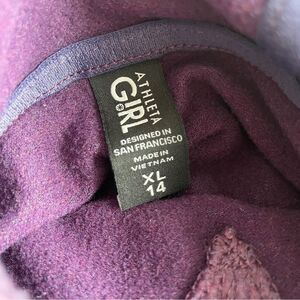 ATHLETA
GIRL
DESIGNED IN
SAN FRANCISCO
MADE IN
VIETNAM
XL
14